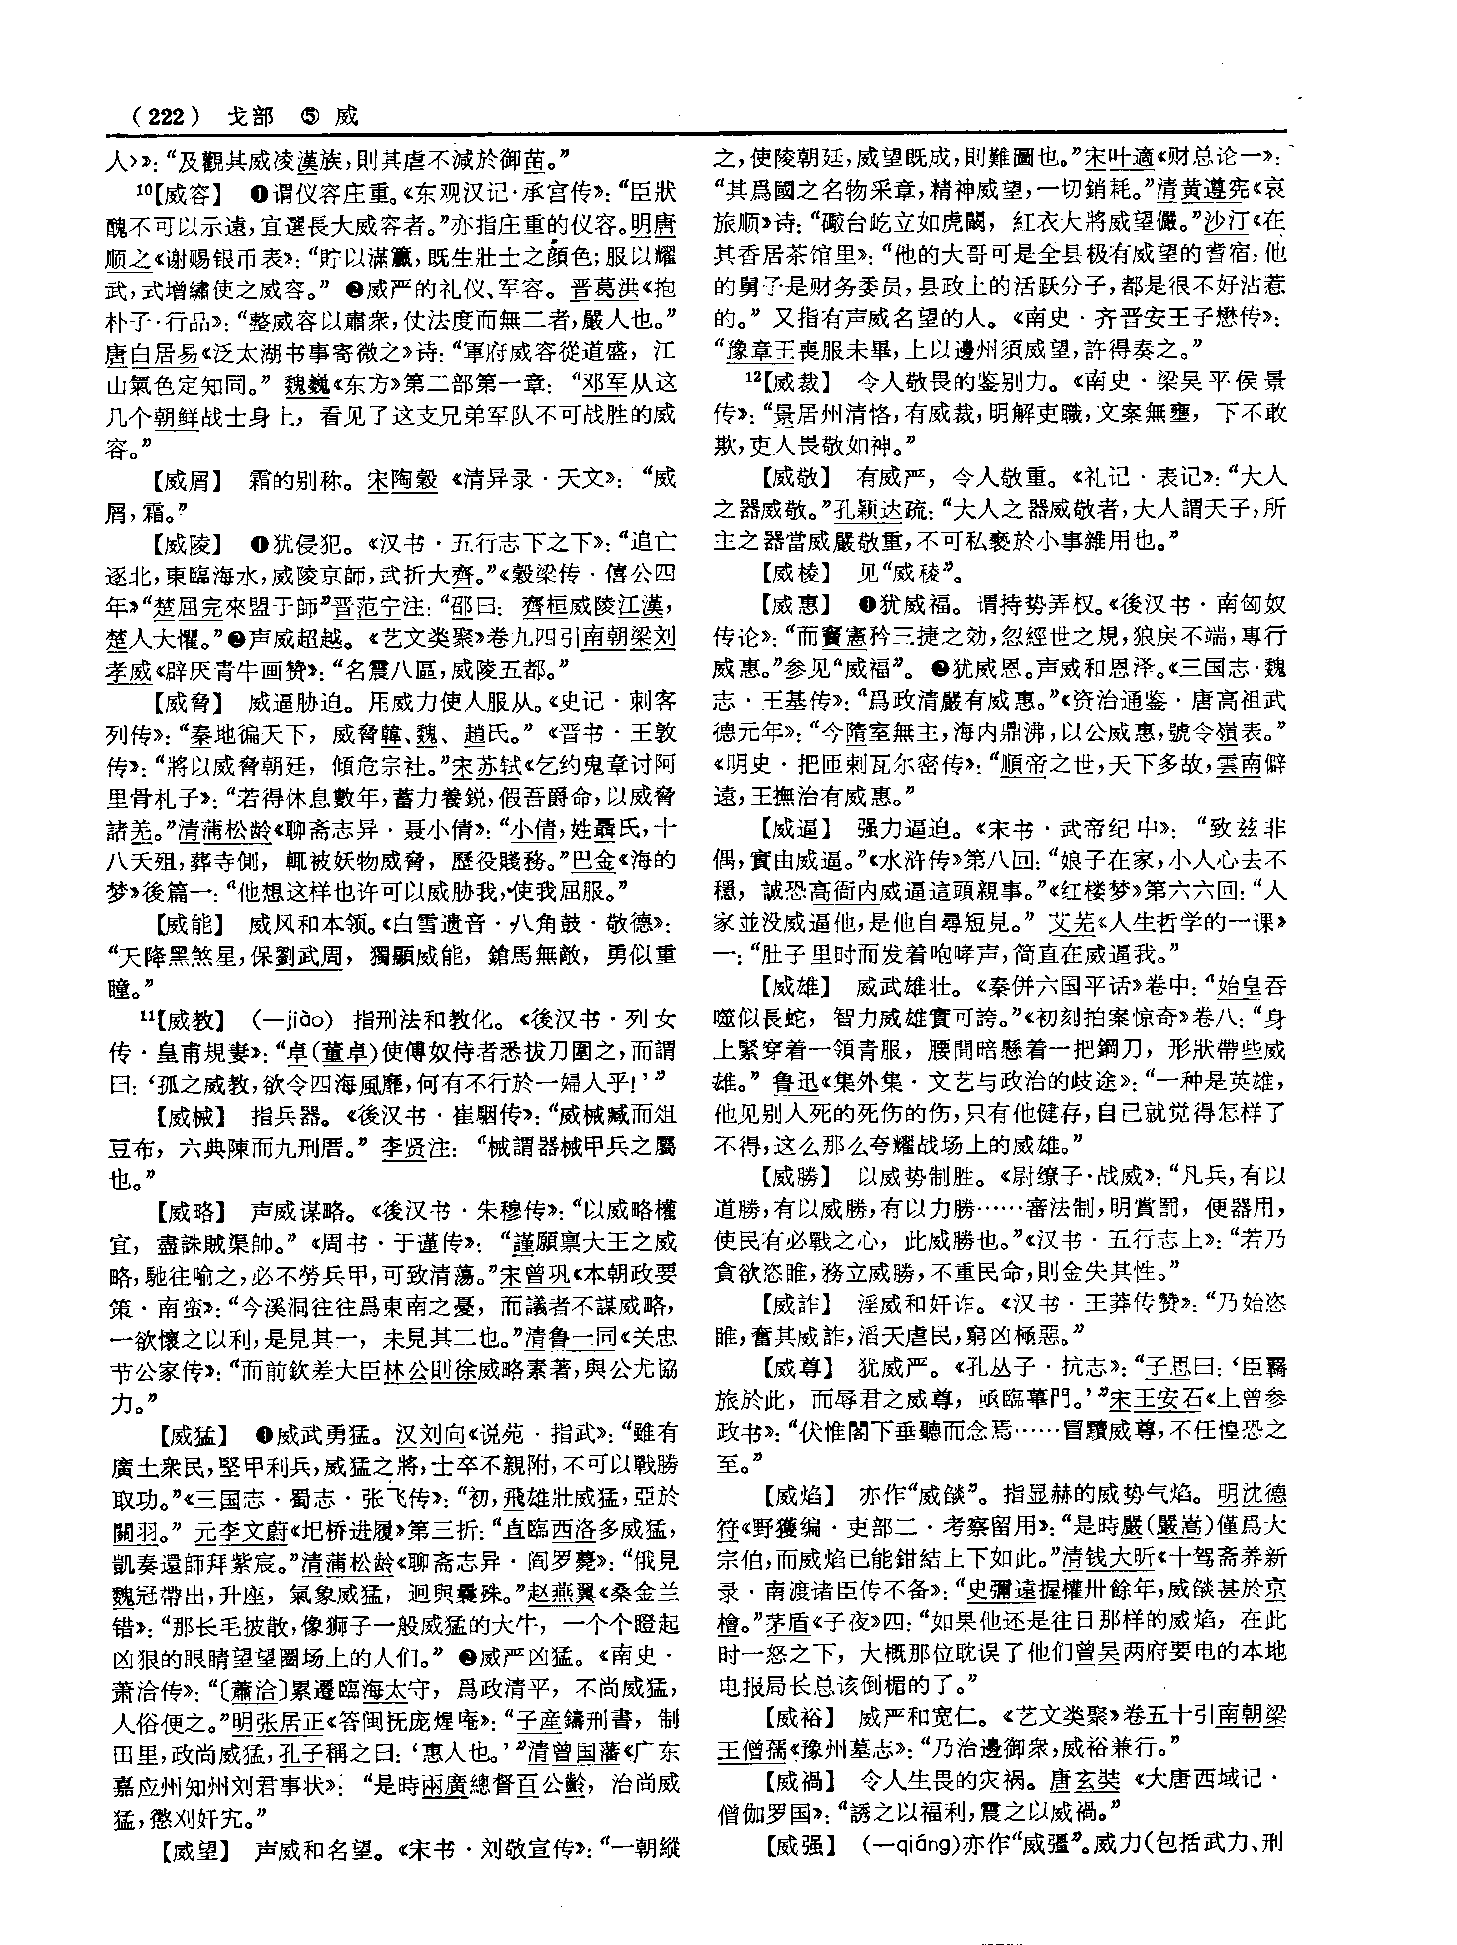 （222） 戈部 ⑤ 威
人〉》：“及觀其威凌漢族，則其虐不減於御苗。”
10【威容】 ❶谓仪容庄重。《东观汉记·承宫传》：“臣狀
醜不可以示遠，宜選長大威容者。”亦指庄重的仪容。明唐
顺之《谢赐银币表》：“貯以滿籯，既生壯士之顔色；服以耀
武，式增繡使之威容。” ❷威严的礼仪、军容。晋葛洪《抱
朴子·行品》：“整威容以肅衆，仗法度而無二者，嚴人也。”
唐白居易《泛太湖书事寄微之》诗：“軍府威容從道盛，江
山氣色定知同。” 魏巍《东方》第二部第一章：“邓军从这
几个朝鲜战士身上，看见了这支兄弟军队不可战胜的威
容。”
【威屑】 霜的别称。宋陶穀《清异录·天文》：“威
屑，霜。”
【威陵】 ❶犹侵犯。《汉书·五行志下之下》：“追亡
逐北，東臨海水，威陵京師，武折大齊。”《穀梁传·僖公四
年》“楚屈完來盟于師”晋范宁注：“邵曰：齊桓威陵江漢，
楚人大懼。”❷声威超越。《艺文类聚》卷九四引南朝梁刘
孝威《辟厌青牛画赞》：“名震八區，威陵五都。”
【威脅】 威逼胁迫。用威力使人服从。《史记·刺客
列传》：“秦地徧天下，威脅韓、魏、趙氏。”《晋书·王敦
传》：“將以威脅朝廷，傾危宗社。”宋苏轼《乞约鬼章讨阿
里骨札子》：“若得休息數年，蓄力養鋭，假吾爵命，以威脅
諸羌。”清蒲松龄《聊斋志异·聂小倩》：“小倩，姓聶氏，十
八夭殂，葬寺側，輒被妖物威脅，歷役賤務。”巴金《海的
梦》後篇一：“他想这样也许可以威胁我，使我屈服。”
【威能】 威风和本领。《白雪遗音·八角鼓·敬德》：
“天降黑煞星，保劉武周，獨顯威能，鎗馬無敵，勇似重
瞳。”
11【威教】 （—jiào） 指刑法和教化。《後汉书·列女
传·皇甫規妻》：“卓（董卓）使傅奴侍者悉拔刀圍之，而謂
曰：‘孤之威教，欲令四海風靡，何有不行於一婦人乎！’”
【威械】 指兵器。《後汉书·崔駰传》：“威械臧而俎
豆布，六典陳而九刑厝。” 李贤注：“械謂器械甲兵之屬
也。”
【威略】 声威谋略。《後汉书·朱穆传》：“以威略權
宜，盡誅賊渠帥。”《周书·于谨传》：“謹願禀大王之威
略，馳往喻之，必不勞兵甲，可致清蕩。”宋曾巩《本朝政要
策·南蛮》：“今溪洞往往爲東南之憂，而議者不謀威略，
一欲懷之以利，是見其一，未見其二也。”清鲁一同《关忠
节公家传》：“而前欽差大臣林公則徐威略素著，與公尤協
力。”
【威猛】 ❶威武勇猛。汉刘向《说苑·指武》：“雖有
廣土衆民，堅甲利兵，威猛之將，士卒不親附，不可以戰勝
取功。”《三国志·蜀志·张飞传》：“初，飛雄壯威猛，亞於
關羽。” 元李文蔚《圯桥进履》第三折：“直臨西洛多威猛，
凱奏還師拜紫宸。”清蒲松龄《聊斋志异·阎罗薨》：“俄見
魏冠帶出，升座，氣象威猛，迥與曩殊。”赵燕翼《桑金兰
错》：“那长毛披散，像狮子一般威猛的大牛，一个个瞪起
凶狠的眼睛望望圈场上的人们。” ❷威严凶猛。《南史·
萧洽传》：“〔蕭洽〕累遷臨海太守，爲政清平，不尚威猛，
人俗便之。”明张居正《答闽抚庞惺庵》：“子産鑄刑書，制
田里，政尚威猛，孔子稱之曰：‘惠人也。’”清曾国藩《广东
嘉应州知州刘君事状》：“是時兩廣總督百公齡，治尚威
猛，懲刈奸宄。”
【威望】 声威和名望。《宋书·刘敬宣传》：“一朝縱
之，使陵朝廷，威望既成，則難圖也。”宋叶適《财总论一》：
“其爲國之名物采章，精神威望，一切銷耗。”清黄遵宪《哀
旅顺》诗：“礮台屹立如虎闞，紅衣大將威望儼。”沙汀《在
其香居茶馆里》：“他的大哥可是全县极有威望的耆宿；他
的舅子是财务委员，县政上的活跃分子，都是很不好沾惹
的。” 又指有声威名望的人。《南史·齐晋安王子懋传》：
“豫章王喪服未畢，上以邊州須威望，許得奏之。”
12【威裁】 令人敬畏的鉴别力。《南史·梁吴平侯景
传》：“景居州清恪，有威裁，明解吏職，文案無壅，下不敢
欺，吏人畏敬如神。”
【威敬】 有威严，令人敬重。《礼记·表记》：“大人
之器威敬。”孔颖达疏：“大人之器威敬者，大人謂天子，所
主之器當威嚴敬重，不可私褻於小事雜用也。”
【威棱】 见“威稜”。
【威惠】 ❶犹威福。谓持势弄权。《後汉书·南匈奴
传论》：“而竇憲矜三捷之効，忽經世之規，狼戾不端，專行
威惠。”参见“威福”。 ❷犹威恩。声威和恩泽。《三国志·魏
志·王基传》：“爲政清嚴有威惠。”《资治通鉴·唐高祖武
德元年》：“今隋室無主，海内鼎沸，以公威惠，號令嶺表。”
《明史·把匝剌瓦尔密传》：“順帝之世，天下多故，雲南僻
遠，王撫治有威惠。”
【威逼】 强力逼迫。《宋书·武帝纪中》：“致兹非
偶，實由威逼。”《水浒传》第八回：“娘子在家，小人心去不
穩，誠恐高衙内威逼這頭親事。”《红楼梦》第六六回：“人
家並没威逼他，是他自尋短見。” 艾芜《人生哲学的一课》
一：“肚子里时而发着咆哮声，简直在威逼我。”
【威雄】 威武雄壮。《秦併六国平话》卷中：“始皇吞
噬似長蛇，智力威雄實可誇。”《初刻拍案惊奇》卷八：“身
上緊穿着一領青服，腰間暗懸着一把鋼刀，形狀帶些威
雄。” 鲁迅《集外集·文艺与政治的歧途》：“一种是英雄，
他见别人死的死伤的伤，只有他健存，自己就觉得怎样了
不得，这么那么夸耀战场上的威雄。”
【威勝】 以威势制胜。《尉缭子·战威》：“凡兵，有以
道勝，有以威勝，有以力勝……審法制，明賞罰，便器用，
使民有必戰之心，此威勝也。”《汉书·五行志上》：“若乃
貪欲恣睢，務立威勝，不重民命，則金失其性。”
【威詐】 淫威和奸诈。《汉书·王莽传赞》：“乃始恣
睢，奮其威詐，滔天虐民，窮凶極惡。”
【威尊】 犹威严。《孔丛子·抗志》：“子思曰：‘臣羈
旅於此，而辱君之威尊，亟臨蓽門。’”宋王安石《上曾参
政书》：“伏惟閣下垂聽而念焉……冒黷威尊，不任惶恐之
至。”
【威焰】 亦作“威燄”。指显赫的威势气焰。明沈德
符《野獲编·吏部二·考察留用》：“是時嚴（嚴嵩）僅爲大
宗伯，而威焰已能鉗結上下如此。”清钱大昕《十驾斋养新
录·南渡诸臣传不备》：“史彌遠握權卅餘年，威燄甚於京
檜。”茅盾《子夜》四：“如果他还是往日那样的威焰，在此
时一怒之下，大概那位耽误了他们曾吴两府要电的本地
电报局长总该倒楣的了。”
【威裕】 威严和宽仁。《艺文类聚》卷五十引南朝梁
王僧孺《豫州墓志》：“乃治邊御衆，威裕兼行。”
【威禍】 令人生畏的灾祸。唐玄奘《大唐西域记·
僧伽罗国》：“誘之以福利，震之以威禍。”
【威强】 （—qiáng）亦作“威彊”。威力（包括武力、刑